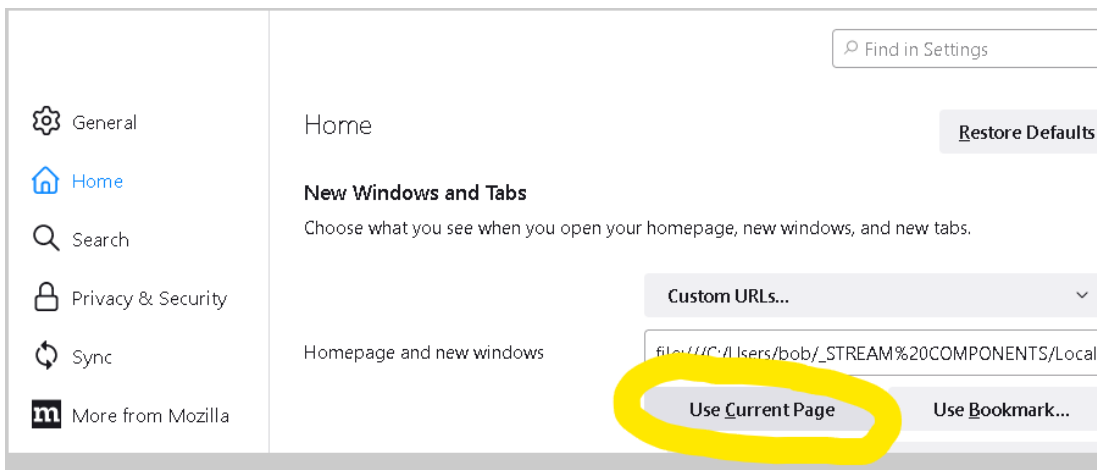 Find in Settings
General
Home
Search
Privacy & Security
Sync
m More from Mozilla
Home
Restore Defaults
New Windows and Tabs
Choose what you see when you open your homepage, new windows, and new tabs.
Custom URLs...
Homepage and new windows
file:///C:/Users/bob/_STREAM%20COMPONENTS/Local
Use Current Page
Use Bookmark...